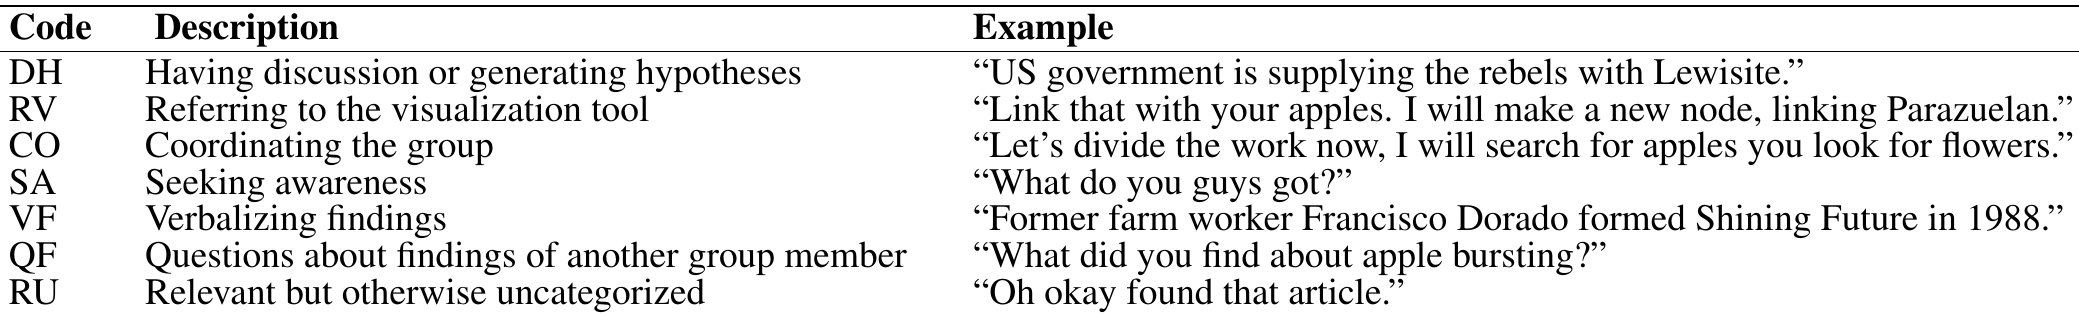 Code Description Example
DH Having discussion or generating hypotheses “US government is supplying the rebels with Lewisite.”
RV Referring to the visualization tool “Link that with your apples. I will make a new node, linking Parazuelan.”
CO Coordinating the group “Let’s divide the work now, I will search for apples you look for flowers.”
SA Seeking awareness “What do you guys got?”
VF Verbalizing findings “Former farm worker Francisco Dorado formed Shining Future in 1988.”
QF Questions about findings of another group member “What did you find about apple bursting?”
RU Relevant but otherwise uncategorized “Oh okay found that article.”